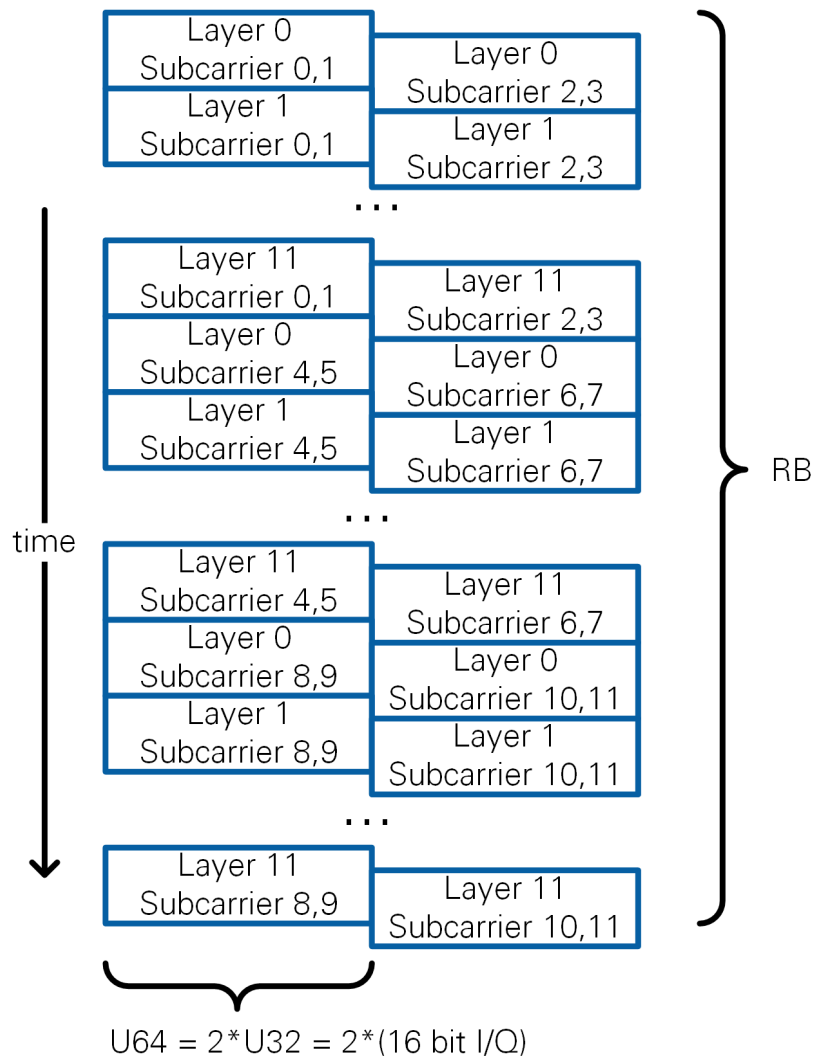 Layer 0
Subcarrier 0,1
Layer 0
Subcarrier 2,3
Layer 1
Subcarrier 0,1
Layer 1
Subcarrier 2,3
...
Layer 11
Subcarrier 0,1
Layer 11
Subcarrier 2,3
Layer 0
Subcarrier 4,5
Layer 0
Subcarrier 6,7
Layer 1
Subcarrier 4,5
Layer 1
Subcarrier 6,7
RB
...
time
Layer 11
Subcarrier 4,5
Layer 11
Subcarrier 6,7
Layer 0
Subcarrier 8,9
Layer 0
Subcarrier 10,11
Layer 1
Subcarrier 8,9
Layer 1
Subcarrier 10,11
...
Layer 11
Subcarrier 8,9
Layer 11
Subcarrier 10,11
U64 = 2*U32 = 2*(16 bit I/Q)